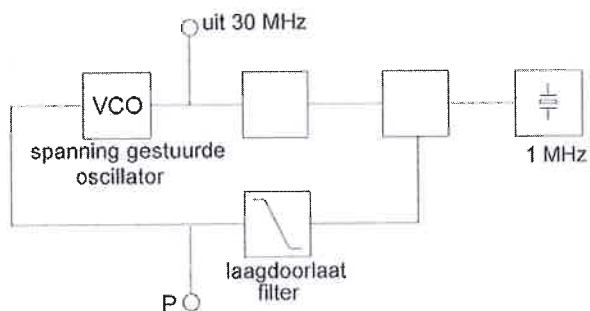 uit 30 MHz
VCO
spanning gestuurde
oscillator
1 MHz
laagdoorlaat
filter
P